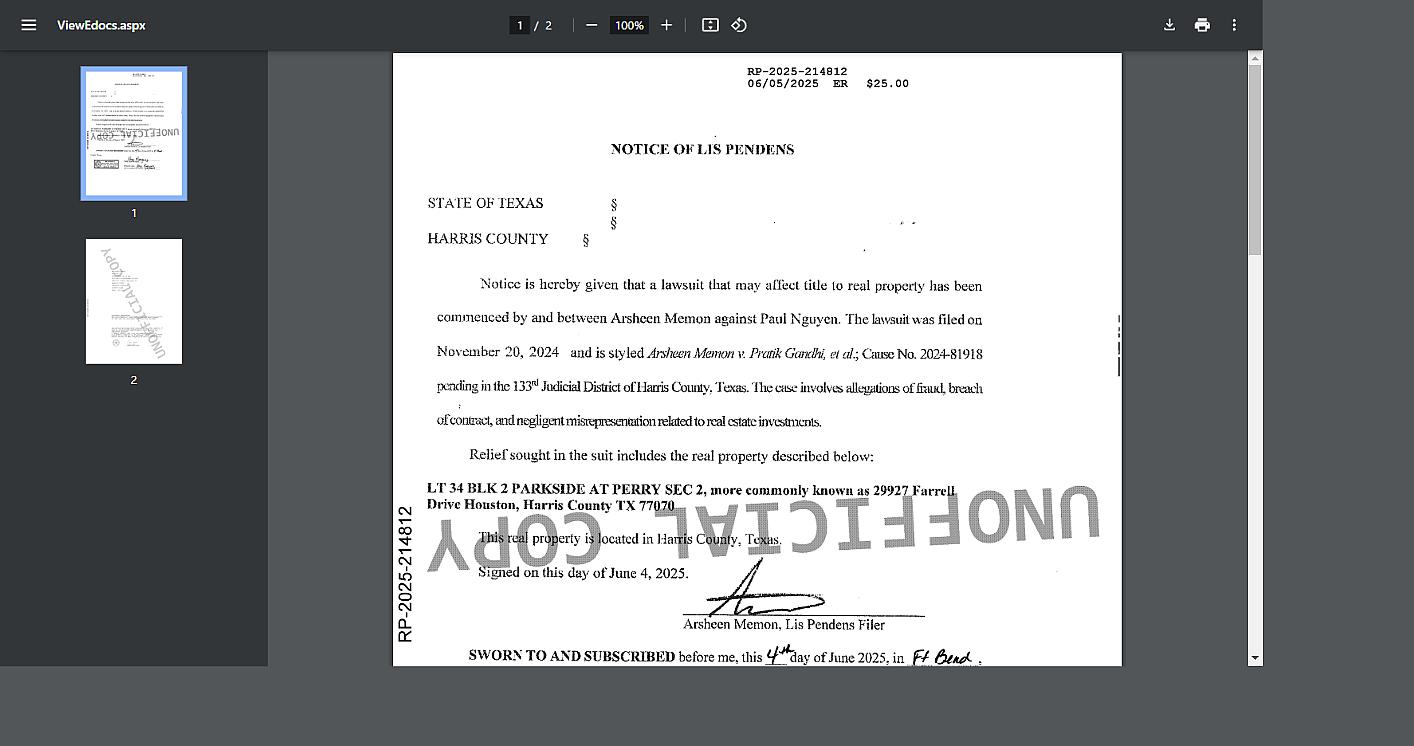 ViewEdocs.aspx
1 / 2
100%
1
2
RP-2025-214812
06/05/2025 ER $25.00
NOTICE OF LIS PENDENS
STATE OF TEXAS §
§
HARRIS COUNTY §
Notice is hereby given that a lawsuit that may affect title to real property has been
commenced by and between Arsheen Memon against Paul Nguyen. The lawsuit was filed on
November 20, 2024 and is styled Arsheen Memon v. Pratik Gandhi, et al.; Cause No. 2024-81918
pending in the 133rd Judicial District of Harris County, Texas. The case involves allegations of fraud, breach
of contract, and negligent misrepresentation related to real estate investments.
Relief sought in the suit includes the real property described below:
LT 34 BLK 2 PARKSIDE AT PERRY SEC 2, more commonly known as 29927 Farrell
Drive Houston, Harris County TX 77070
This real property is located in Harris County, Texas.
Signed on this day of June 4, 2025.
Arsheen Memon, Lis Pendens Filer
SWORN TO AND SUBSCRIBED before me, this 4th day of June 2025, in Ft Bend,
UNOFFICIAL COPY
RP-2025-214812
UNOFFICIAL COPY
UNOFFICIAL COPY